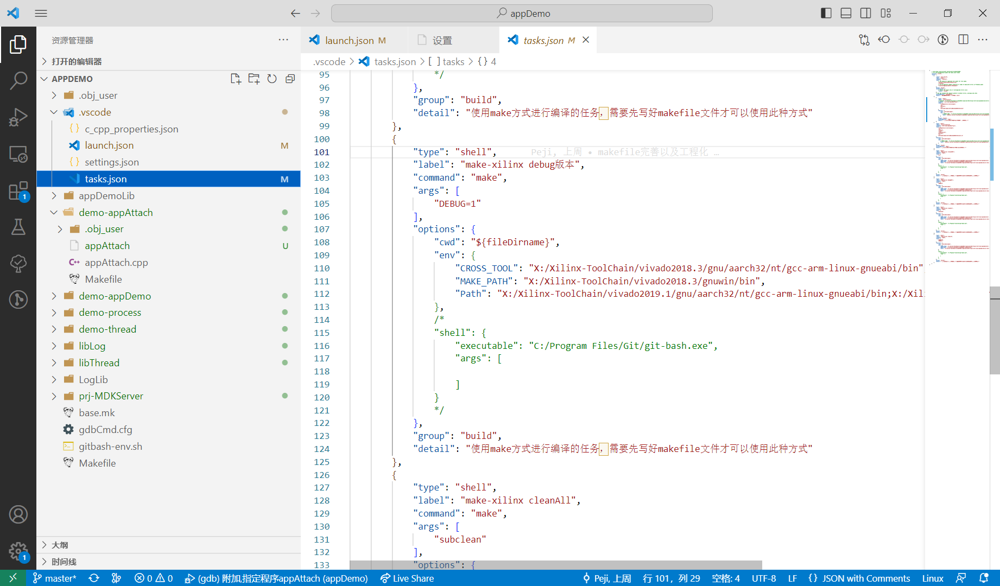 appDemo
资源管理器
打开的编辑器
APPDEMO
.obj_user
.vscode
c_cpp_properties.json
launch.json M
settings.json
tasks.json M
appDemoLib
demo-appAttach
.obj_user
appAttach U
appAttach.cpp
Makefile
demo-appDemo
demo-process
demo-thread
libLog
libThread
LogLib
prj-MDKServer
base.mk
gdbCmd.cfg
gitbash-env.sh
Makefile
大纲
时间线
1
1
launch.json M
设置
tasks.json M
.vscode > tasks.json > [ ] tasks > {} 4
95 */
96 },
97 "group": "build",
98 "detail": "使用make方式进行编译的任务，需要先写好makefile文件才可以使用此种方式"
99 },
100 {
101 "type": "shell", Peji, 上周 • makefile完善以及工程化 …
102 "label": "make-xilinx debug版本",
103 "command": "make",
104 "args": [
105 "DEBUG=1"
106 ],
107 "options": {
108 "cwd": "${fileDirname}",
109 "env": {
110 "CROSS_TOOL": "X:/Xilinx-ToolChain/vivado2018.3/gnu/aarch32/nt/gcc-arm-linux-gnueabi/bin"
111 "MAKE_PATH": "X:/Xilinx-ToolChain/vivado2018.3/gnuwin/bin",
112 "Path": "X:/Xilinx-ToolChain/vivado2019.1/gnu/aarch32/nt/gcc-arm-linux-gnueabi/bin;X:/Xil
113 },
114 /*
115 "shell": {
116 "executable": "C:/Program Files/Git/git-bash.exe",
117 "args": [
118
119 ]
120 }
121 */
122 },
123 "group": "build",
124 "detail": "使用make方式进行编译的任务，需要先写好makefile文件才可以使用此种方式"
125 },
126 {
127 "type": "shell",
128 "label": "make-xilinx cleanAll",
129 "command": "make",
130 "args": [
131 "subclean"
132 ],
133 "options": {
master* 0 0 (gdb) 附加,指定程序appAttach (appDemo) Live Share Peji, 上周 行 101，列 29 空格: 4 UTF-8 LF {} JSON with Comments Linux